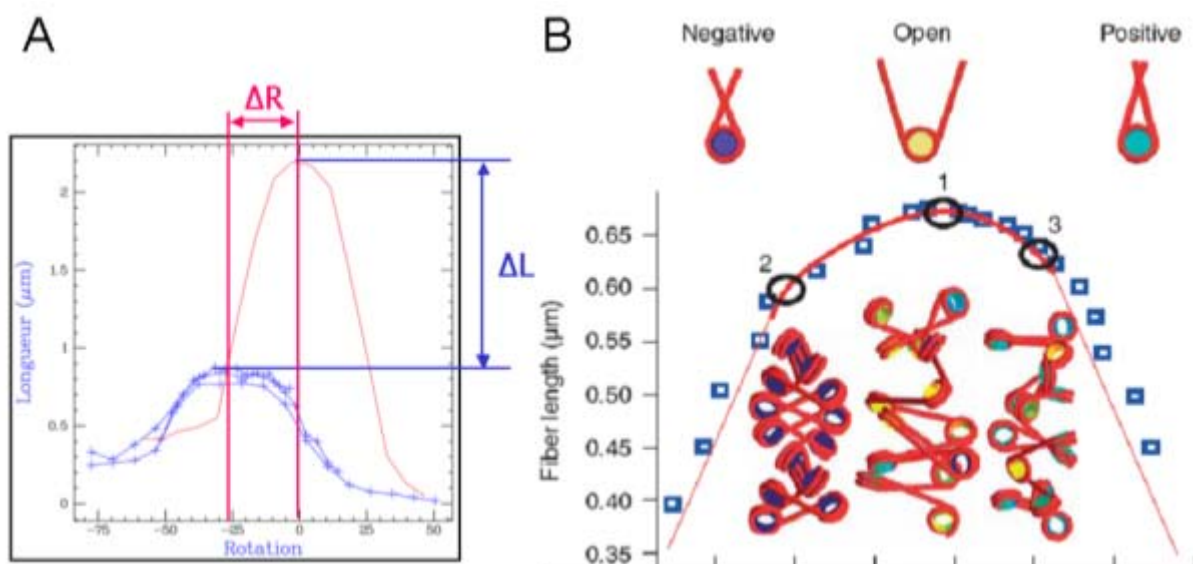 A
ΔR
ΔL
2
1.5
1
0.5
0
Longueur (μm)
−75
−50
−25
0
25
50
Rotation
B
Negative
Open
Positive
1
2
3
0.65
0.60
0.55
0.50
0.45
0.40
0.35
Fiber length (μm)